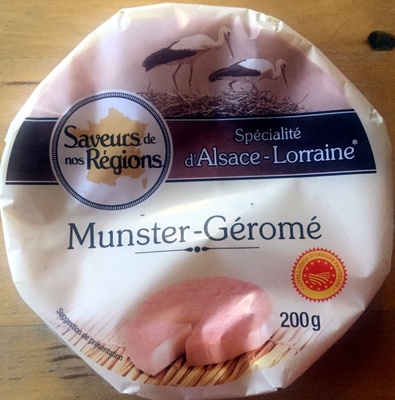 Saveurs de
nos Régions
Spécialité
d'Alsace-Lorraine*
Munster-Géromé
200g
Suggestion de présentation